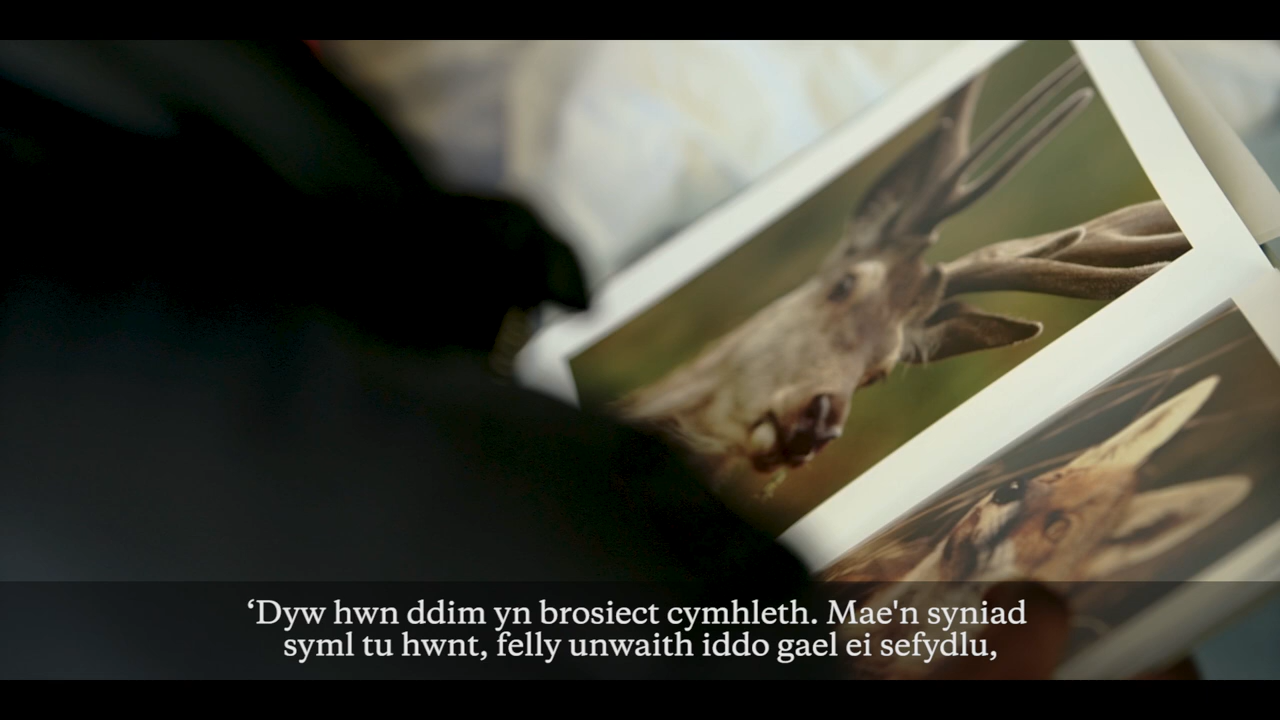 ‘Dyw hwn ddim yn brosiect cymhleth. Mae'n syniad
syml tu hwnt, felly unwaith iddo gael ei sefydlu,